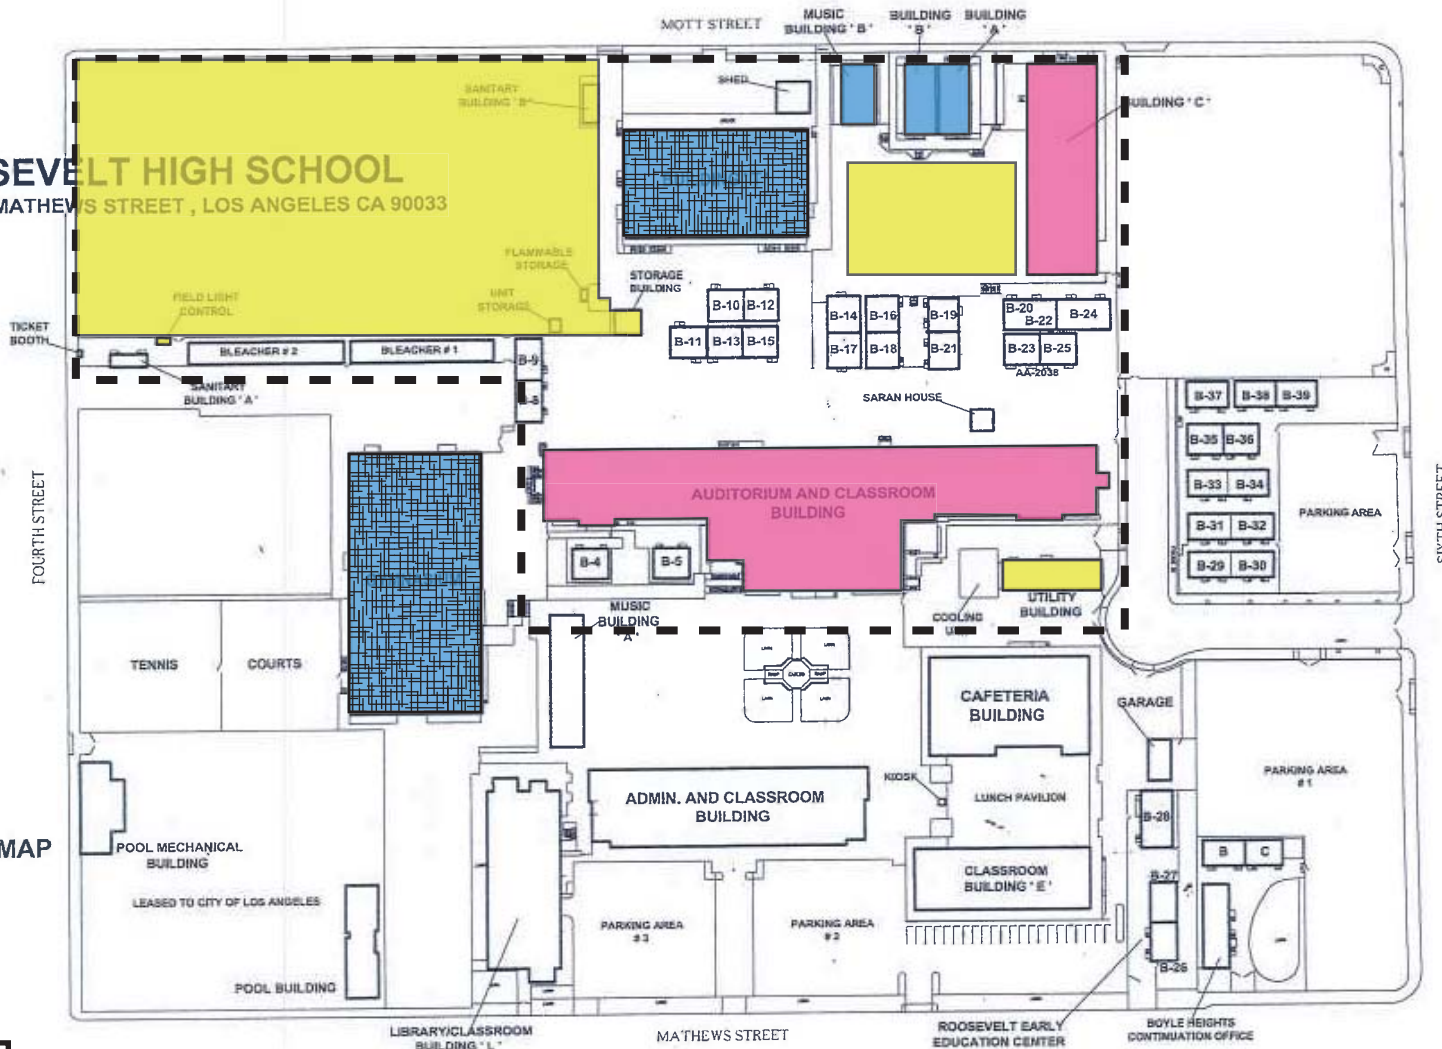 MOTT STREET
MUSIC
BUILDING ' B '
BUILDING
' B '
BUILDING
' A '
SHED
SANITARY
BUILDING ' B '
BUILDING ' C '
SEVELT HIGH SCHOOL
MATHEWS STREET , LOS ANGELES CA 90033
FLAMMABLE
STORAGE
UNIT
STORAGE
STORAGE
BUILDING
FIELD LIGHT
CONTROL
TICKET
BOOTH
BLEACHER # 2
BLEACHER # 1
SANITARY
BUILDING ' A '
B-9
B-8
B-10
B-12
B-11
B-13
B-15
B-14
B-16
B-19
B-17
B-18
B-21
B-20
B-22
B-24
B-23
B-25
AA-2038
SARAN HOUSE
B-37
B-38
B-39
B-35
B-36
B-33
B-34
B-31
B-32
B-29
B-30
PARKING AREA
FOURTH STREET
SIXTH STREET
AUDITORIUM AND CLASSROOM
BUILDING
B-4
B-5
MUSIC
BUILDING
' A '
COOLING
UTILITY
BUILDING
TENNIS
COURTS
LAWN
LAWN
LAWN
LAWN
CAFETERIA
BUILDING
GARAGE
PARKING AREA
# 1
KIOSK
LUNCH PAVILION
ADMIN. AND CLASSROOM
BUILDING
MAP
POOL MECHANICAL
BUILDING
LEASED TO CITY OF LOS ANGELES
POOL BUILDING
CLASSROOM
BUILDING ' E '
PARKING AREA
# 3
PARKING AREA
# 2
B-28
B
C
B-27
B-26
LIBRARY/CLASSROOM
BUILDING ' L '
MATHEWS STREET
ROOSEVELT EARLY
EDUCATION CENTER
BOYLE HEIGHTS
CONTINUATION OFFICE